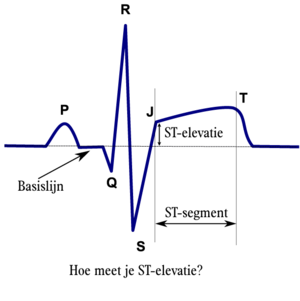 R
P
J
T
ST-elevatie
Basislijn
Q
ST-segment
S
Hoe meet je ST-elevatie?